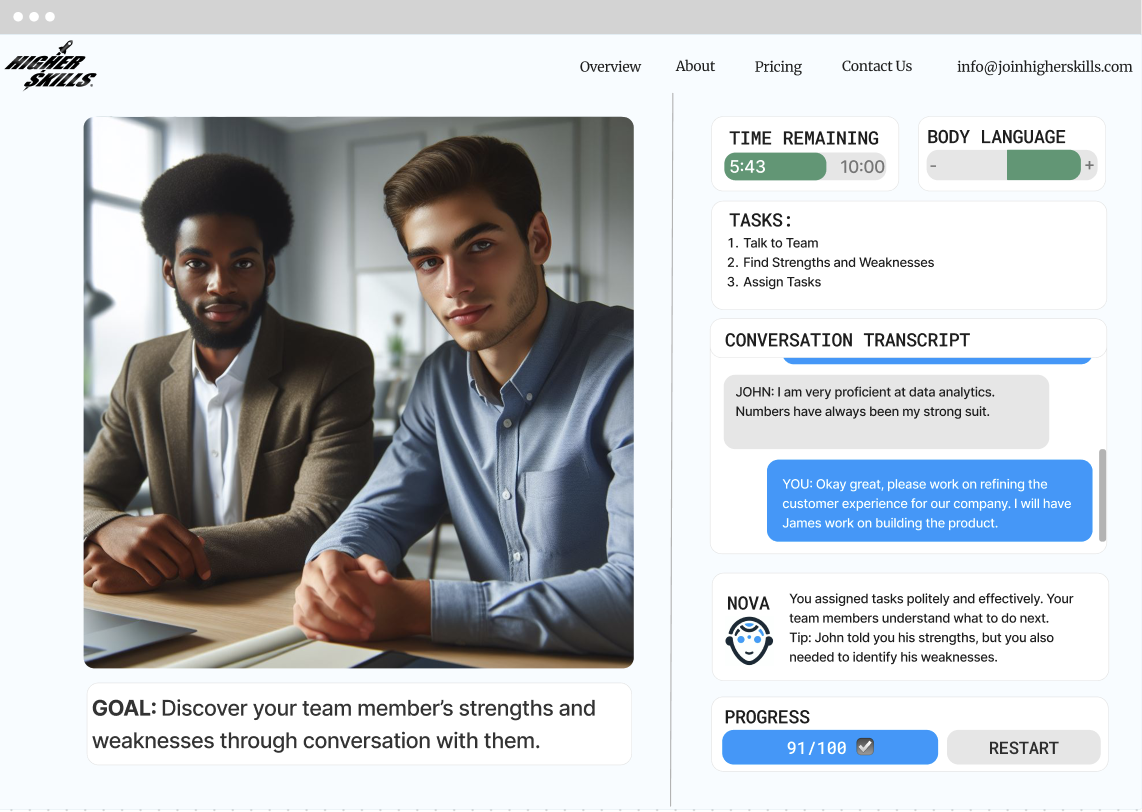 HIGHER
SKILLS
Overview
About
Pricing
Contact Us
info@joinhigherskills.com
GOAL: Discover your team member’s strengths and
weaknesses through conversation with them.
TIME REMAINING
5:43
10:00
BODY LANGUAGE
-
+
TASKS:
1. Talk to Team
2. Find Strengths and Weaknesses
3. Assign Tasks
CONVERSATION TRANSCRIPT
JOHN: I am very proficient at data analytics.
Numbers have always been my strong suit.
YOU: Okay great, please work on refining the
customer experience for our company. I will have
James work on building the product.
NOVA
You assigned tasks politely and effectively. Your
team members understand what to do next.
Tip: John told you his strengths, but you also
needed to identify his weaknesses.
PROGRESS
91/100
RESTART